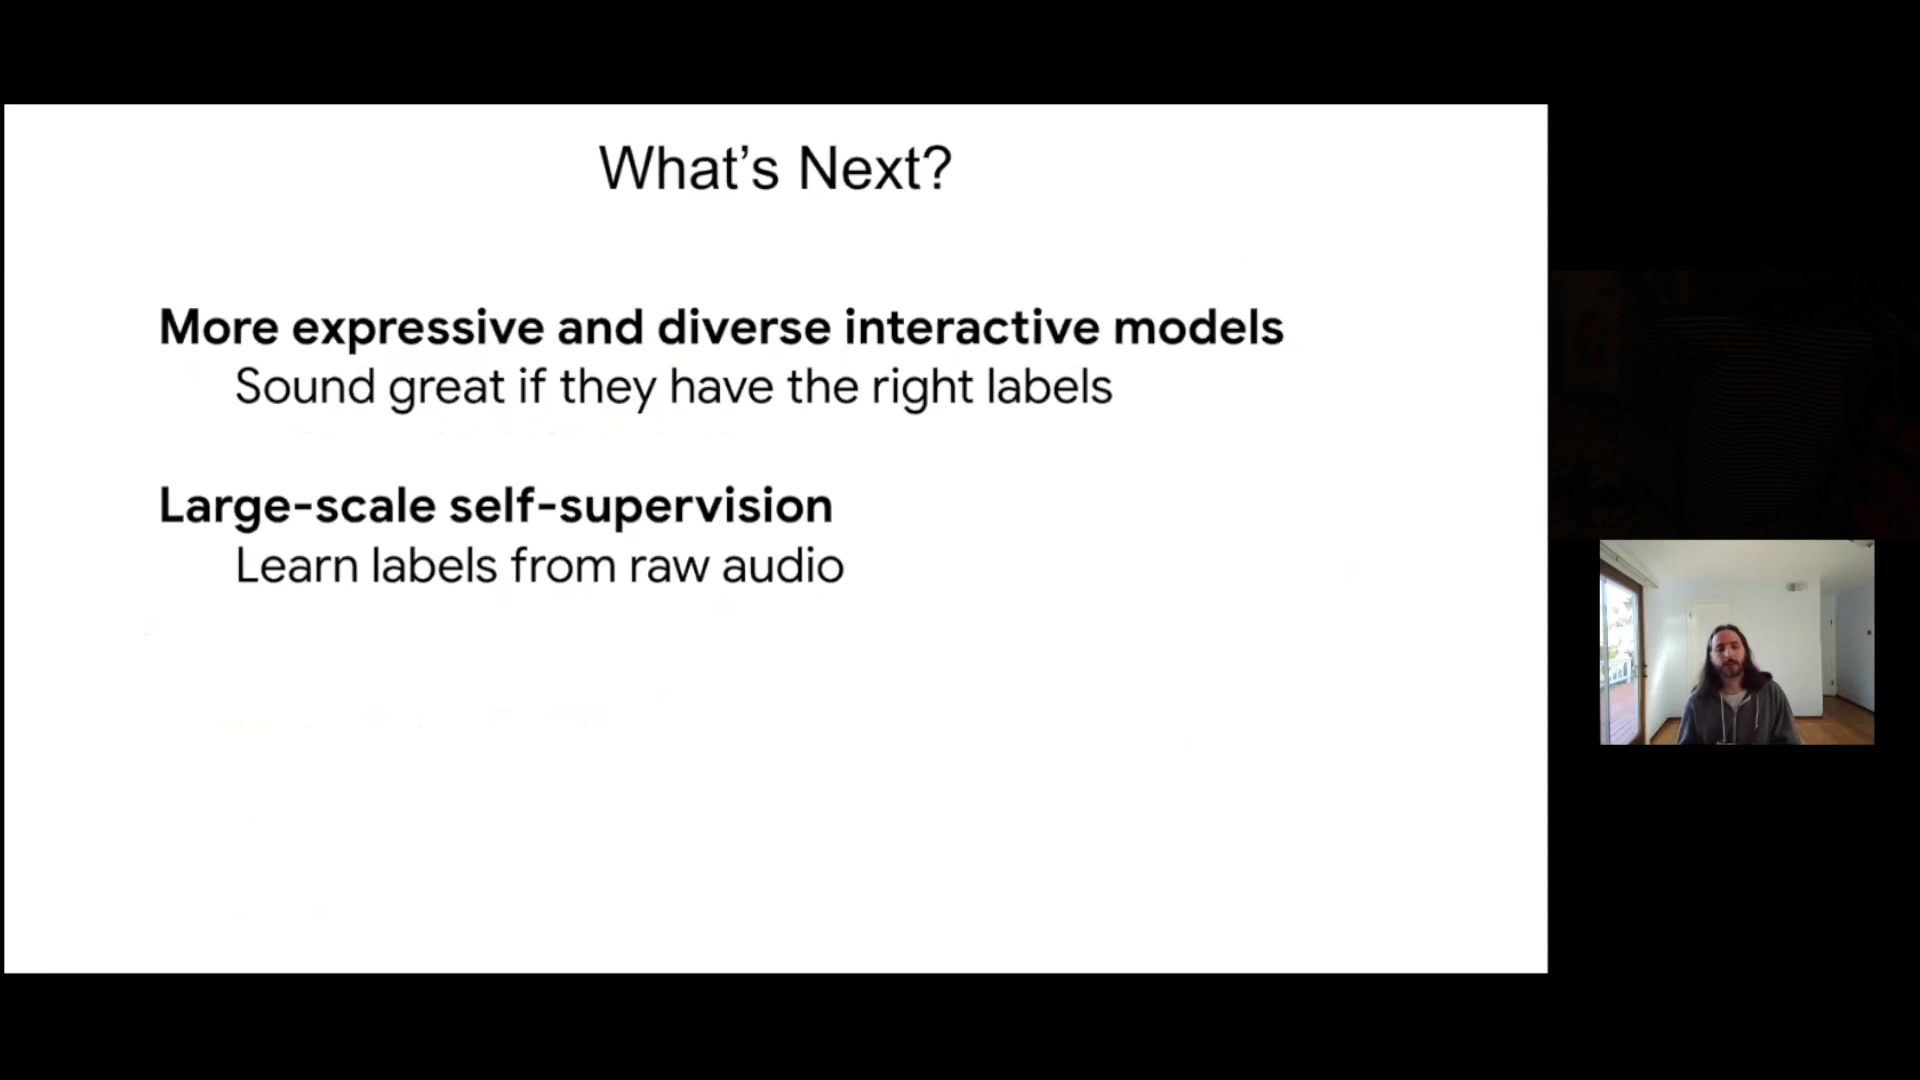 What’s Next?
More expressive and diverse interactive models
Sound great if they have the right labels
Large-scale self-supervision
Learn labels from raw audio